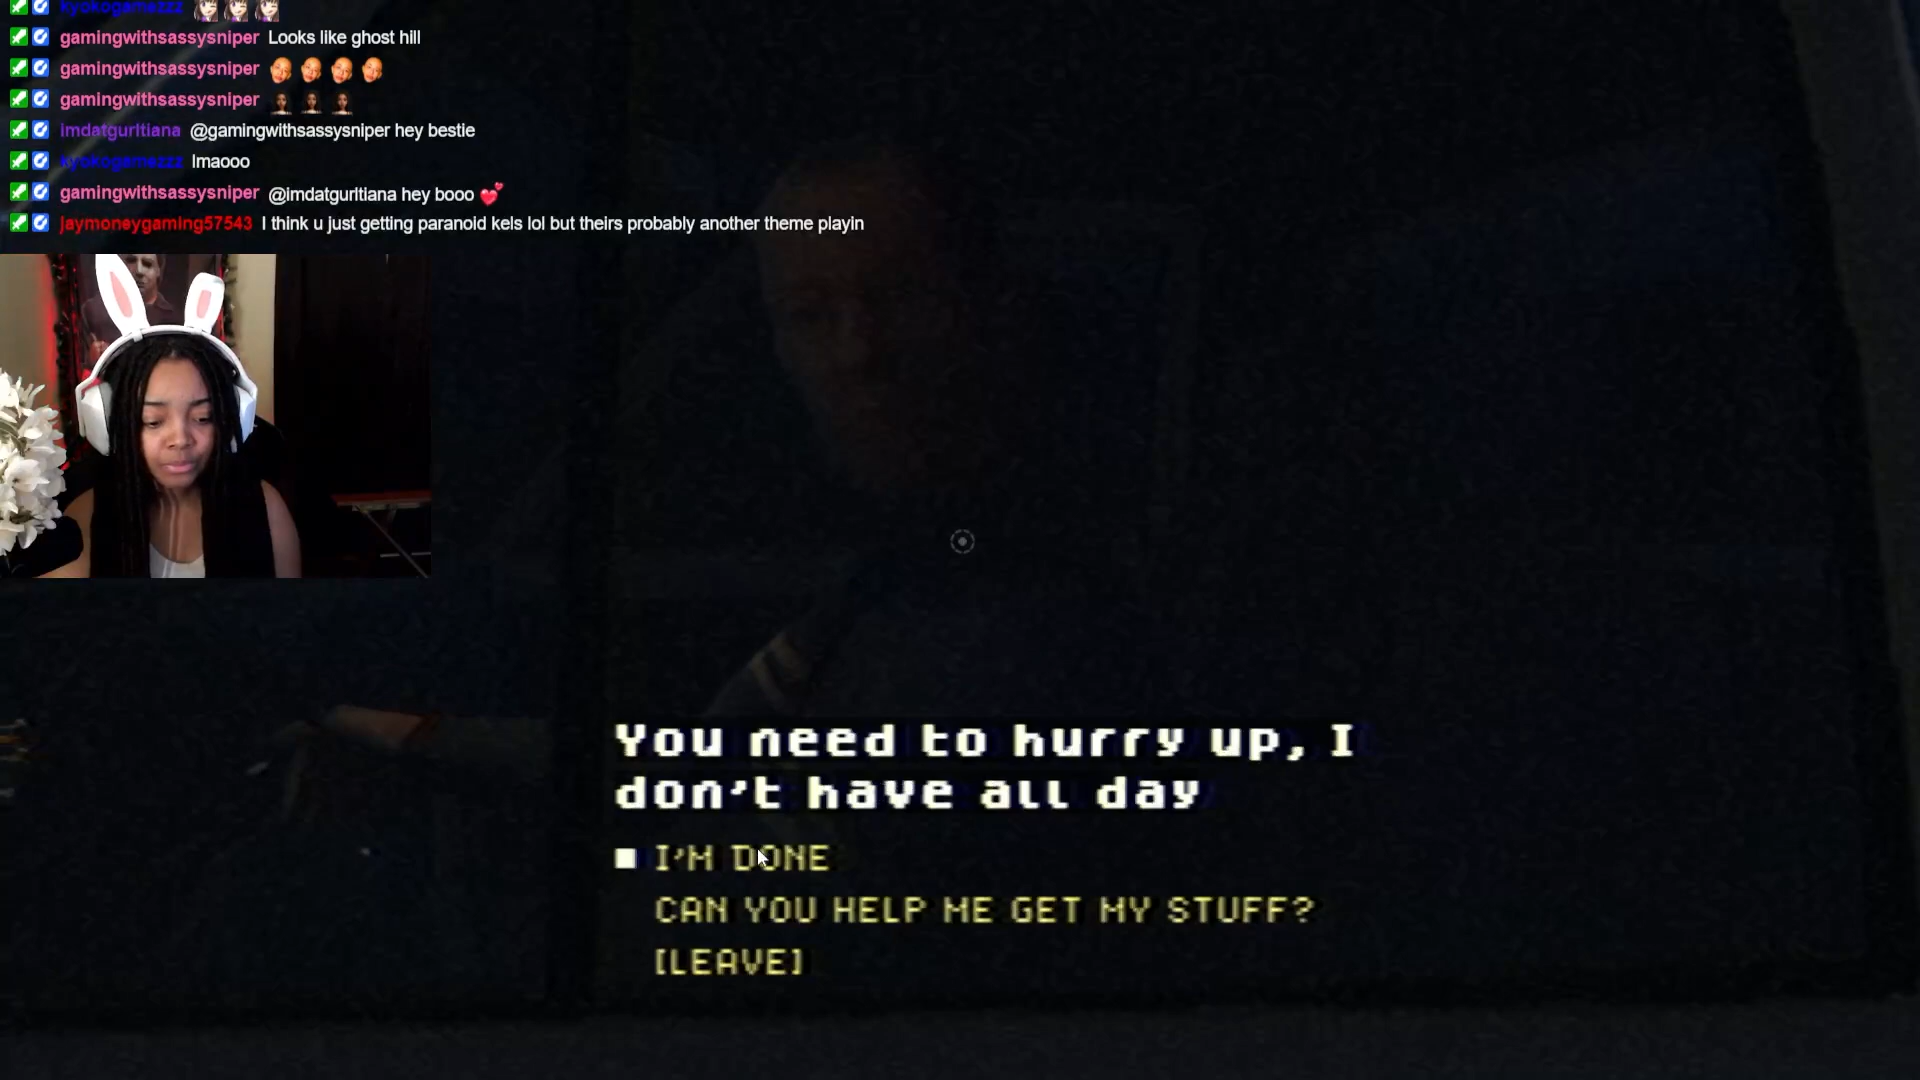 kyokogamezzz
gamingwithsassysniper Looks like ghost hill
gamingwithsassysniper
gamingwithsassysniper
imdatgurltiana @gamingwithsassysniper hey bestie
kyokogamezzz lmaooo
gamingwithsassysniper @imdatgurltiana hey booo 💕
jaymoneygaming57543 I think u just getting paranoid kels lol but theirs probably another theme playin
You need to hurry up, I
don't have all day
I'M DONE
CAN YOU HELP ME GET MY STUFF?
[LEAVE]